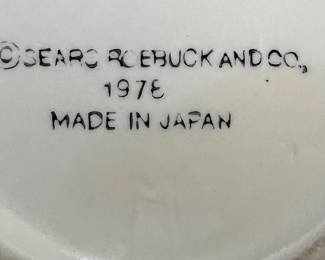 © SEARS ROEBUCK AND CO.,
1978
MADE IN JAPAN